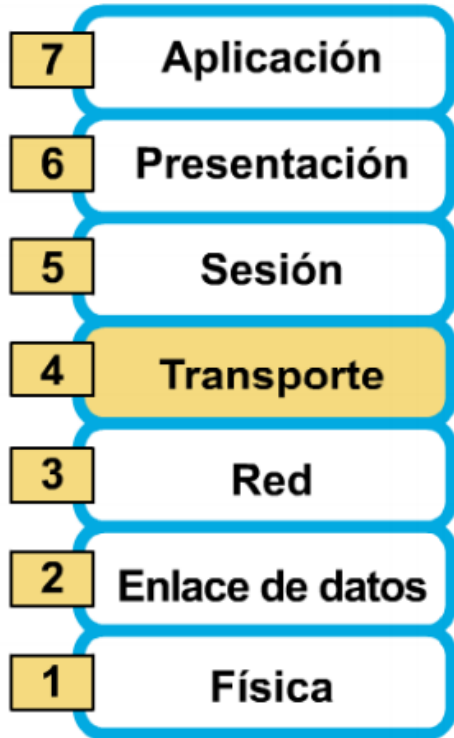 7 Aplicación
6 Presentación
5 Sesión
4 Transporte
3 Red
2 Enlace de datos
1 Física